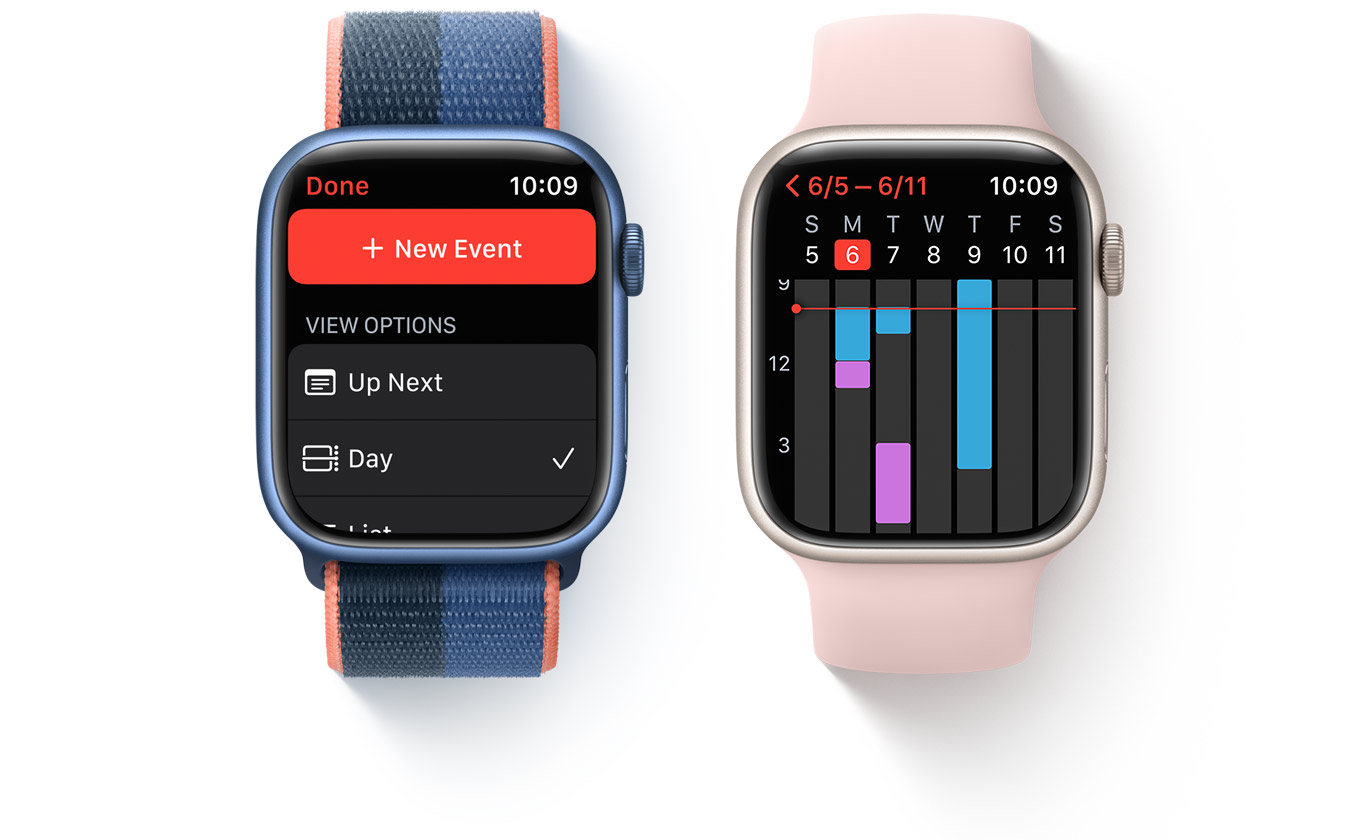 Done
10:09
+ New Event
VIEW OPTIONS
Up Next
Day
List
6/5 – 6/11
10:09
S M T W T F S
5 6 7 8 9 10 11
9
12
3